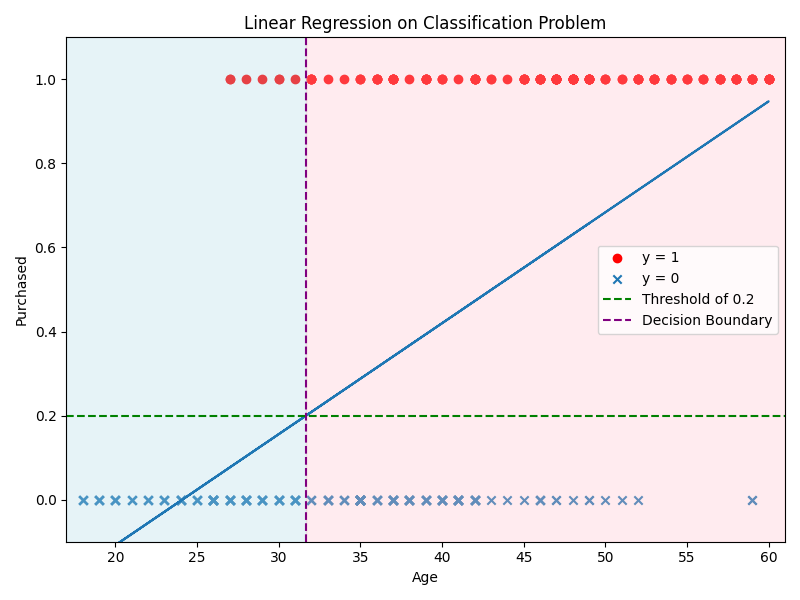 Linear Regression on Classification Problem
Purchased
1.0
0.8
0.6
0.4
0.2
0.0
y = 1
y = 0
Threshold of 0.2
Decision Boundary
20 25 30 35 40 45 50 55 60
Age